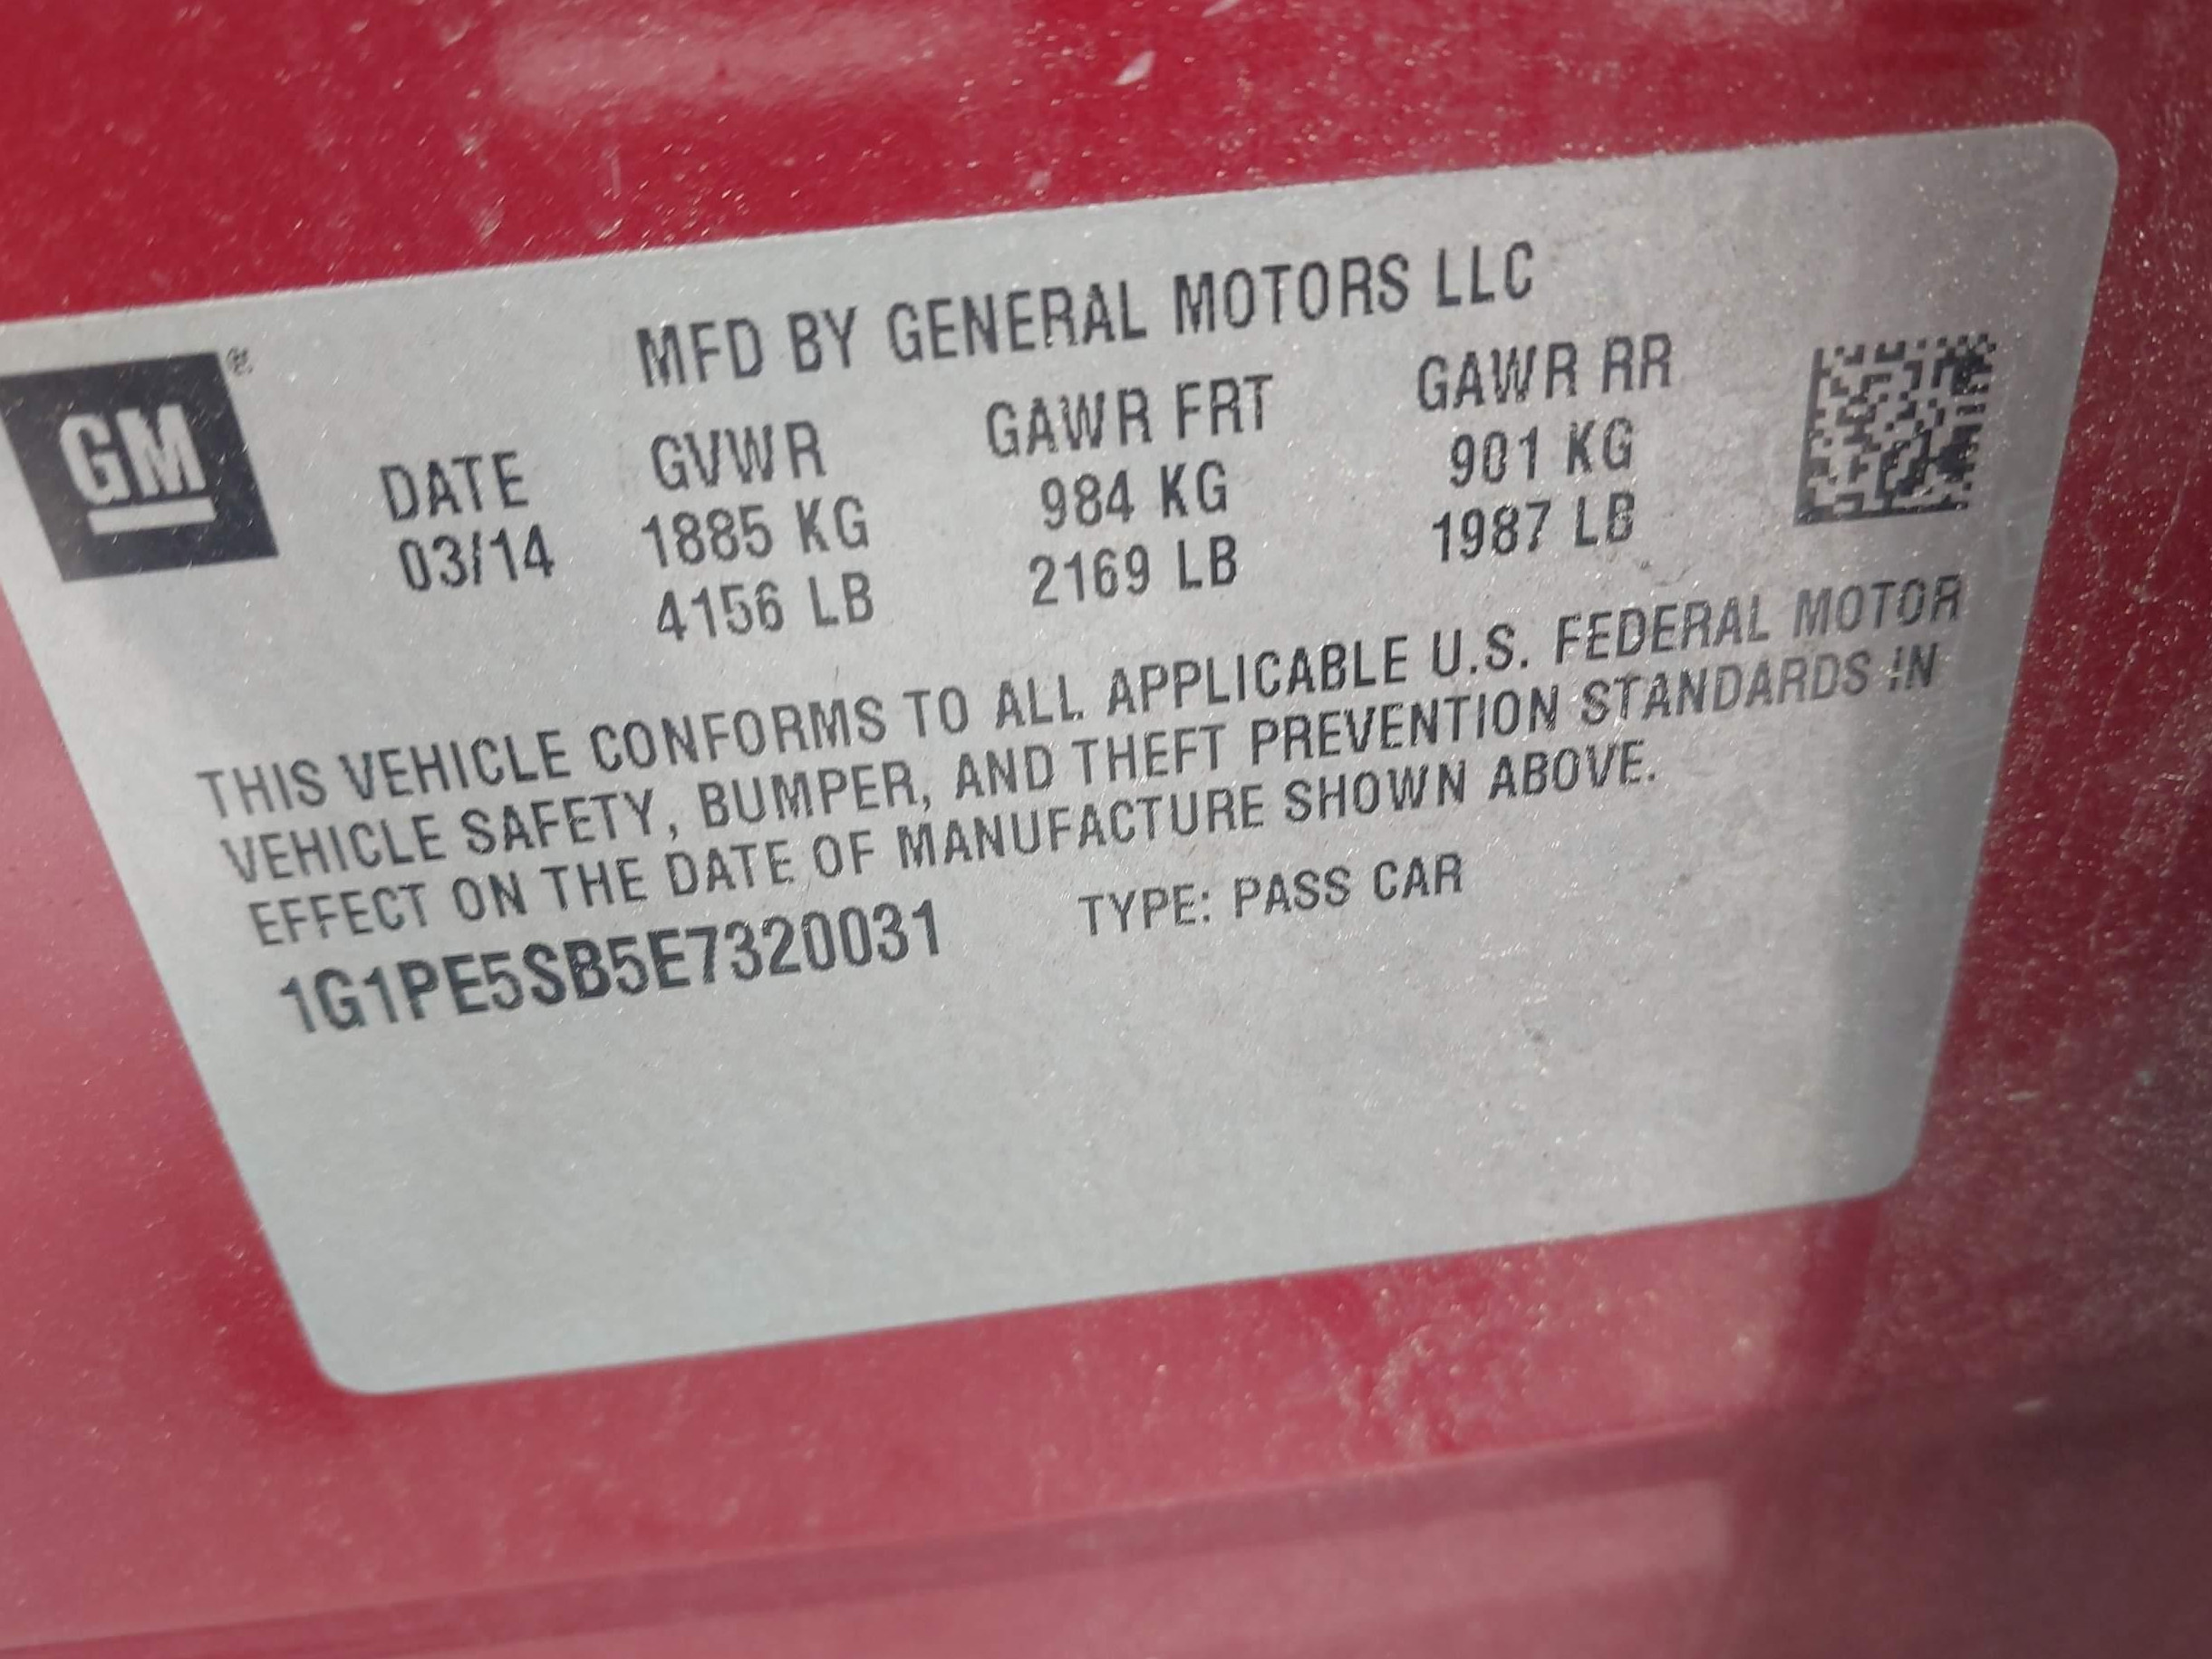 MFD BY GENERAL MOTORS LLC
GM®
DATE GVWR GAWR FRT GAWR RR
03/14 1885 KG 984 KG 901 KG
4156 LB 2169 LB 1987 LB
THIS VEHICLE CONFORMS TO ALL APPLICABLE U.S. FEDERAL MOTOR
VEHICLE SAFETY, BUMPER, AND THEFT PREVENTION STANDARDS IN
EFFECT ON THE DATE OF MANUFACTURE SHOWN ABOVE.
1G1PE5SB5E7320031 TYPE: PASS CAR